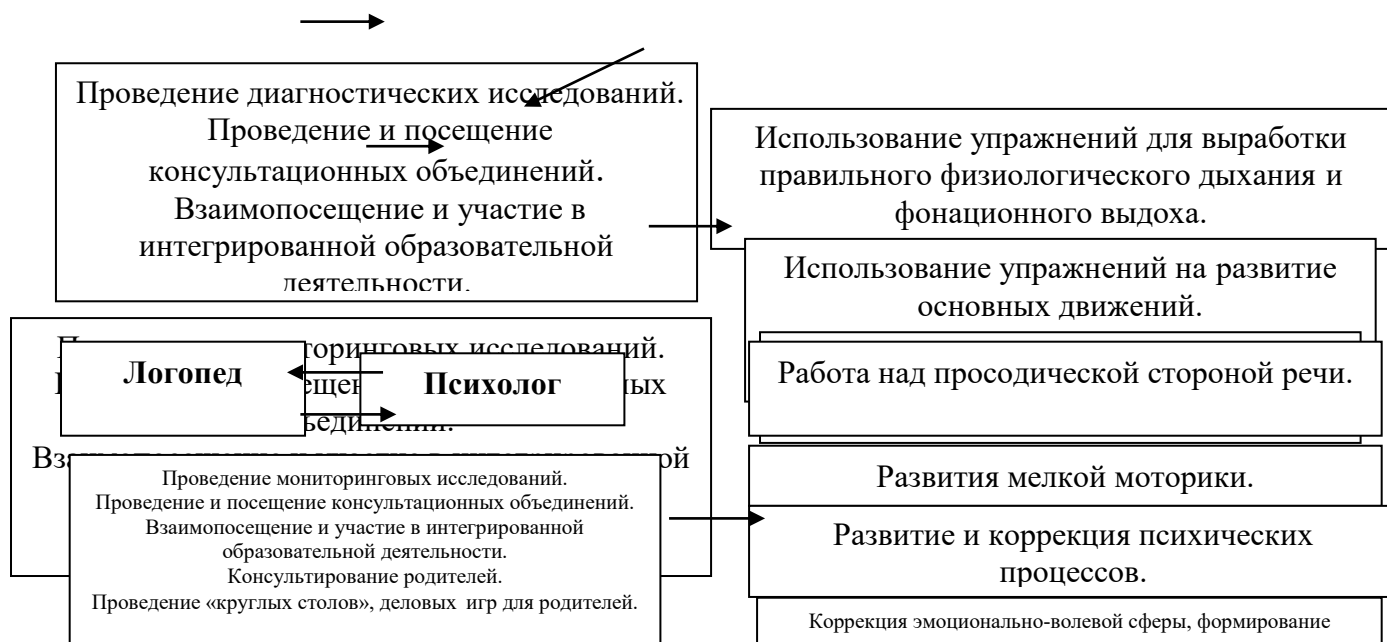 Проведение диагностических исследований.
Проведение и посещение
консультационных объединений.
Взаимопосещение и участие в
интегрированной образовательной
деятельности.
Использование упражнений для выработки
правильного физиологического дыхания и
фонационного выдоха.
Использование упражнений на развитие
основных движений.
исследований.
Логопед
Психолог
Работа над просодической стороной речи.
Проведение мониторинговых исследований.
Проведение и посещение консультационных объединений.
Взаимопосещение и участие в интегрированной
образовательной деятельности.
Консультирование родителей.
Проведение «круглых столов», деловых игр для родителей.
Развития мелкой моторики.
Развитие и коррекция психических
процессов.
Коррекция эмоционально-волевой сферы, формирование